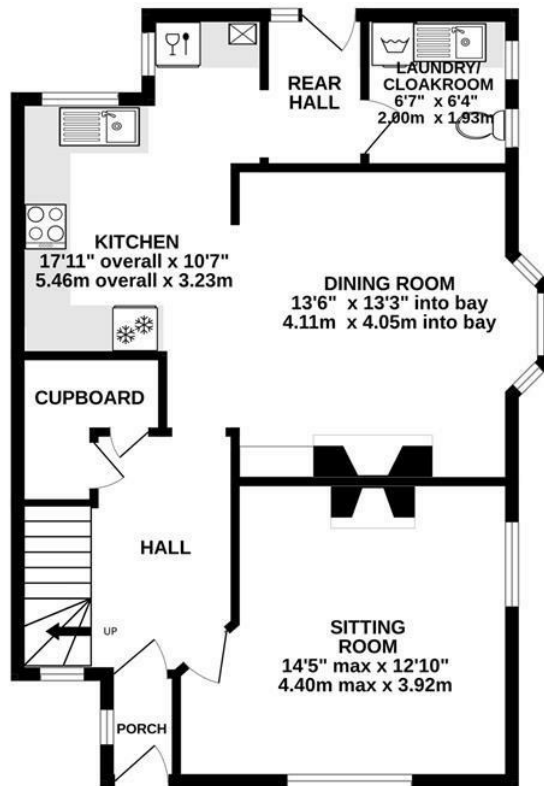 REAR
HALL
LAUNDRY/
CLOAKROOM
6'7" x 6'4"
2.00m x 1.93m
KITCHEN
17'11" overall x 10'7"
5.46m overall x 3.23m
DINING ROOM
13'6" x 13'3" into bay
4.11m x 4.05m into bay
CUPBOARD
HALL
UP
SITTING
ROOM
14'5" max x 12'10"
4.40m max x 3.92m
PORCH